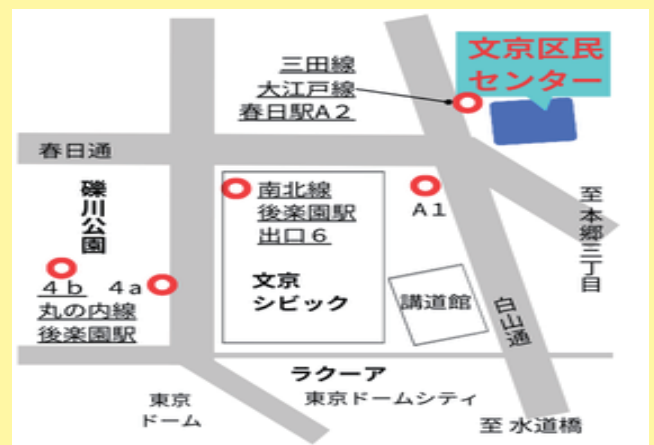 三田線
大江戸線
春日駅A2
文京区民
センター
春日通
礫川公園
南北線
後楽園駅
出口6
A1
至 本郷三丁目
文京
シビック
講道館
白山通
4b 4a
丸の内線
後楽園駅
ラクーア
東京ドームシティ
東京
ドーム
至 水道橋